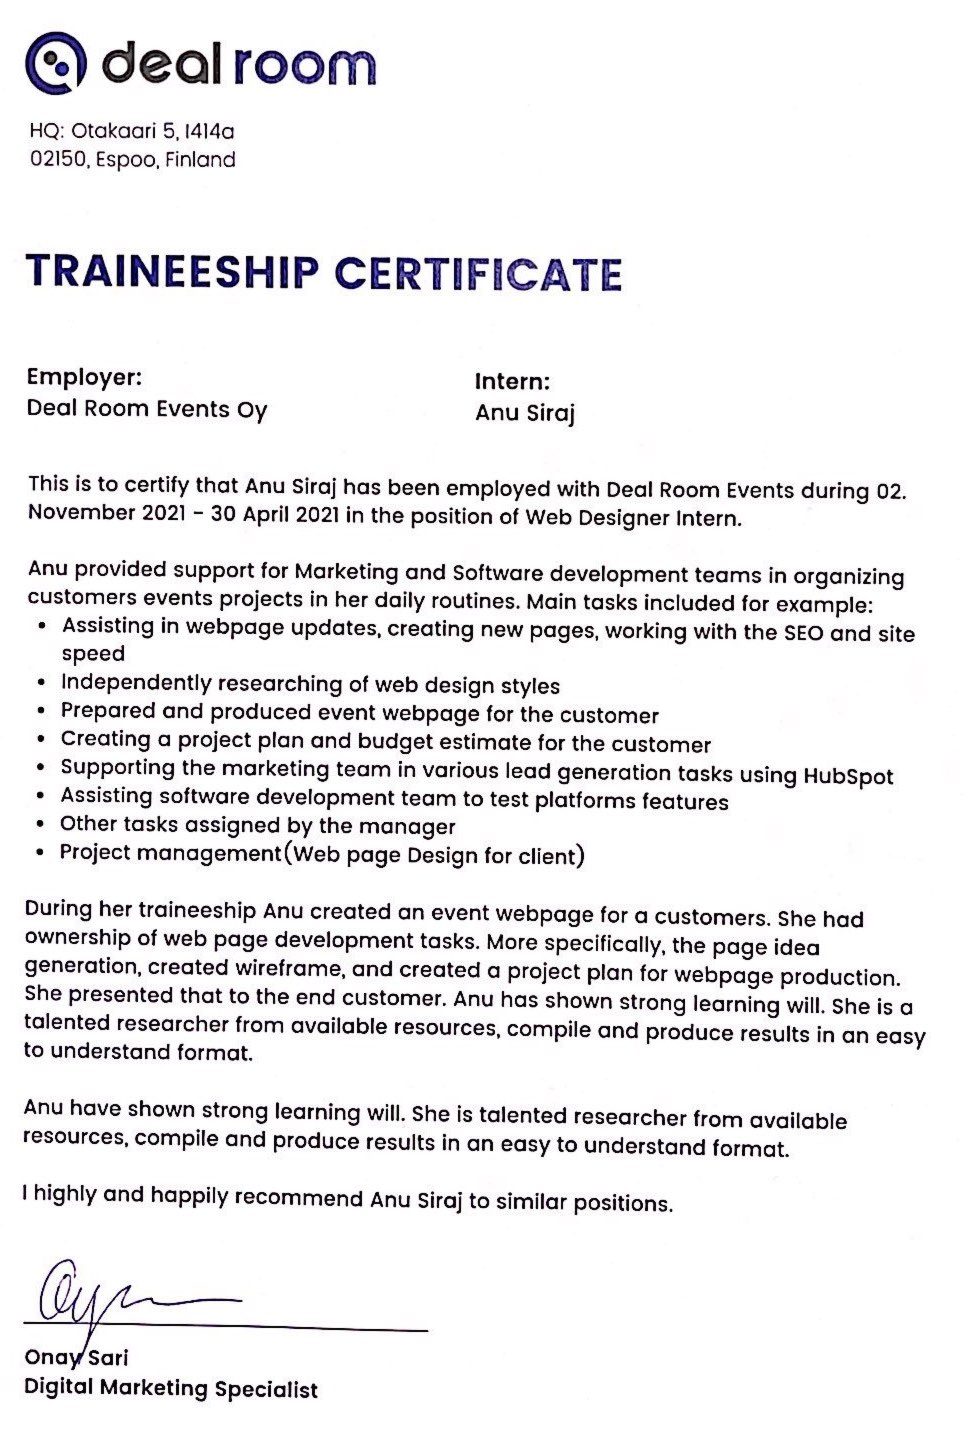 deal room
HQ: Otakaari 5, I414a
02150, Espoo, Finland
TRAINEESHIP CERTIFICATE
Employer:
Deal Room Events Oy
Intern:
Anu Siraj
This is to certify that Anu Siraj has been employed with Deal Room Events during 02.
November 2021 - 30 April 2021 in the position of Web Designer Intern.
Anu provided support for Marketing and Software development teams in organizing
customers events projects in her daily routines. Main tasks included for example:
• Assisting in webpage updates, creating new pages, working with the SEO and site
speed
• Independently researching of web design styles
• Prepared and produced event webpage for the customer
• Creating a project plan and budget estimate for the customer
• Supporting the marketing team in various lead generation tasks using HubSpot
• Assisting software development team to test platforms features
• Other tasks assigned by the manager
• Project management(Web page Design for client)
During her traineeship Anu created an event webpage for a customers. She had
ownership of web page development tasks. More specifically, the page idea
generation, created wireframe, and created a project plan for webpage production.
She presented that to the end customer. Anu has shown strong learning will. She is a
talented researcher from available resources, compile and produce results in an easy
to understand format.
Anu have shown strong learning will. She is talented researcher from available
resources, compile and produce results in an easy to understand format.
I highly and happily recommend Anu Siraj to similar positions.
Onay Sari
Digital Marketing Specialist